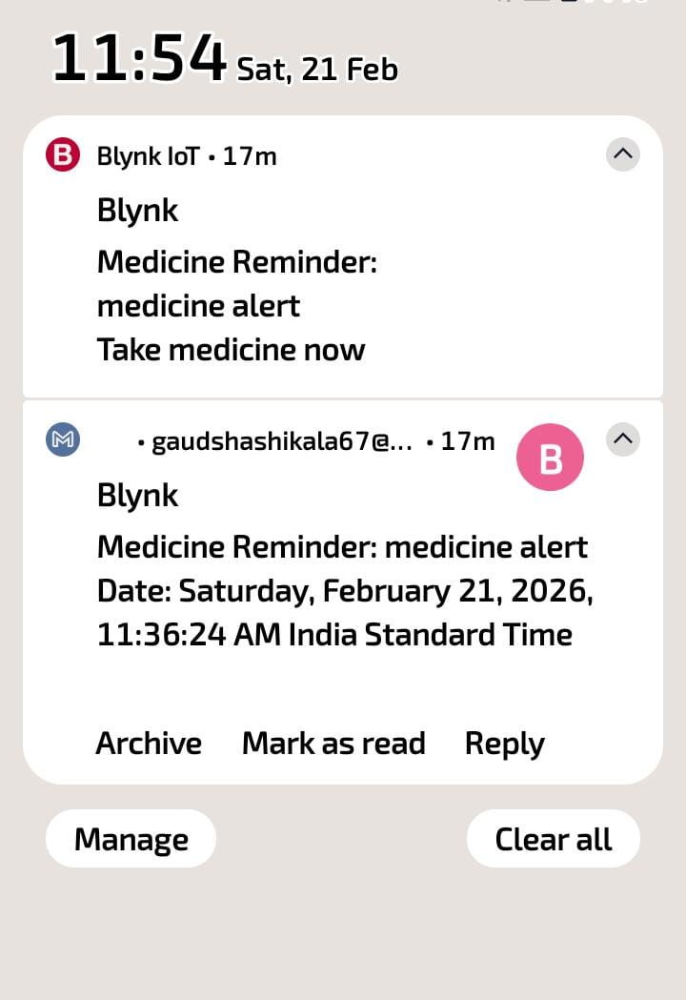 11:54 Sat, 21 Feb
B Blynk IoT • 17m
Blynk
Medicine Reminder:
medicine alert
Take medicine now
M • gaudshashikala67@... • 17m B
Blynk
Medicine Reminder: medicine alert
Date: Saturday, February 21, 2026,
11:36:24 AM India Standard Time
Archive Mark as read Reply
Manage Clear all